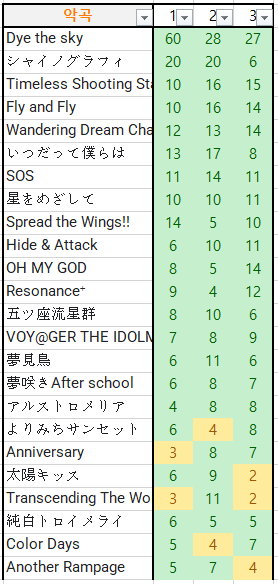 악곡 1 2 3
Dye the sky 60 28 27
シャイノグラフィ 20 20 6
Timeless Shooting Sta 10 16 15
Fly and Fly 10 16 14
Wandering Dream Cha 12 13 14
いつだって僕らは 13 17 8
SOS 11 14 11
星をめざして 10 10 11
Spread the Wings!! 14 5 10
Hide & Attack 6 10 11
OH MY GOD 8 5 14
Resonance⁺ 9 4 12
五ツ座流星群 8 10 6
VOY@GER THE IDOLM 7 8 9
夢見鳥 6 11 6
夢咲きAfter school 6 8 7
アルストロメリア 4 8 8
よりみちサンセット 6 4 8
Anniversary 3 8 7
太陽キッス 6 9 2
Transcending The Wo 3 11 2
純白トロイメライ 6 5 5
Color Days 5 4 7
Another Rampage 5 7 4